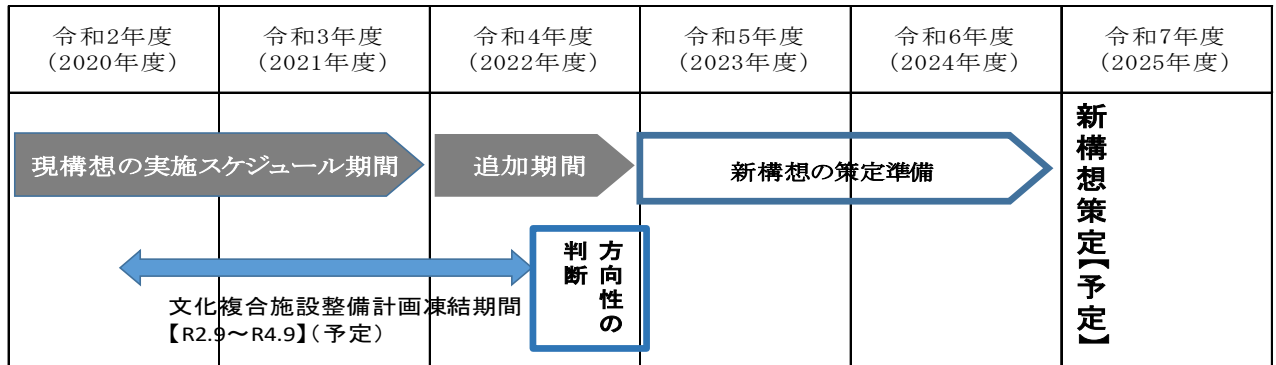 令和2年度
（2020年度）
令和3年度
（2021年度）
令和4年度
（2022年度）
令和5年度
（2023年度）
令和6年度
（2024年度）
令和7年度
（2025年度）
現構想の実施スケジュール期間
追加期間
新構想の策定準備
新構想策定【予定】
方向性の
判断
文化複合施設整備計画凍結期間
【R2.9～R4.9】（予定）